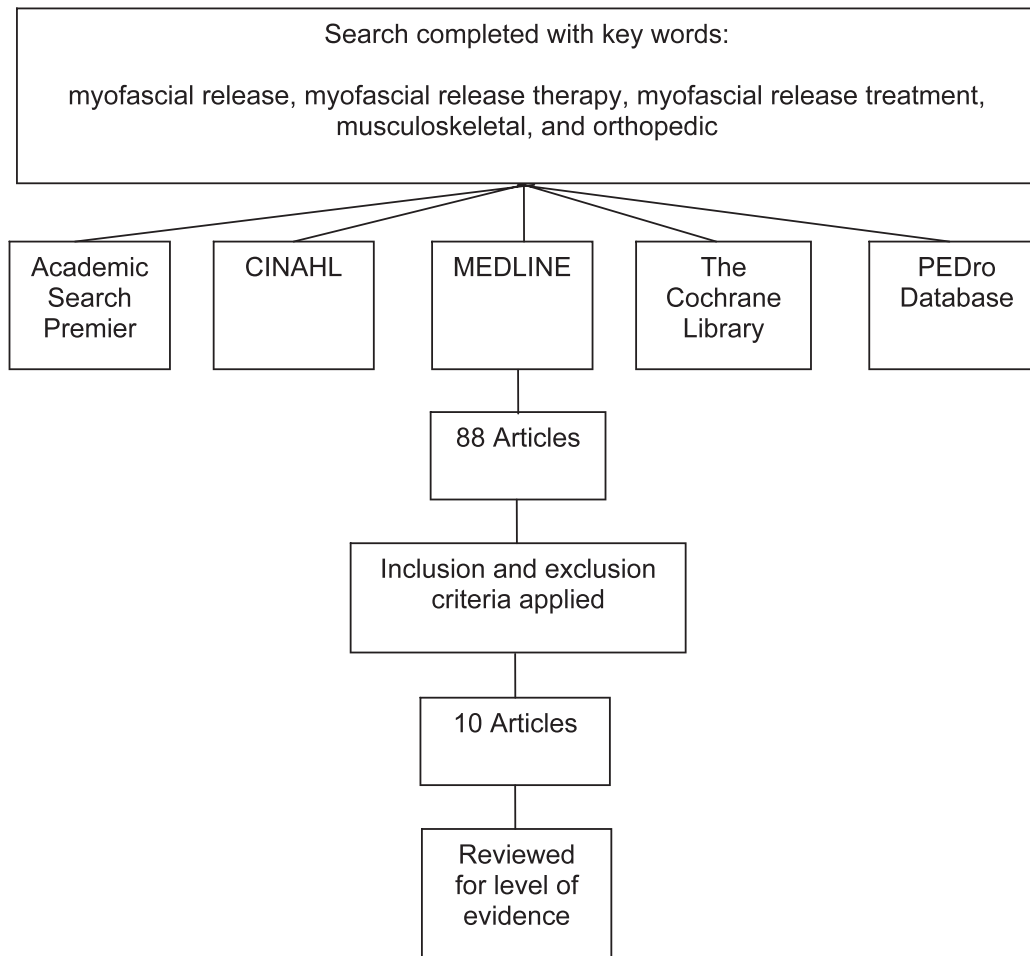 Search completed with key words:
myofascial release, myofascial release therapy, myofascial release treatment,
musculoskeletal, and orthopedic
Academic
Search
Premier
CINAHL
MEDLINE
The
Cochrane
Library
PEDro
Database
88 Articles
Inclusion and exclusion
criteria applied
10 Articles
Reviewed
for level of
evidence